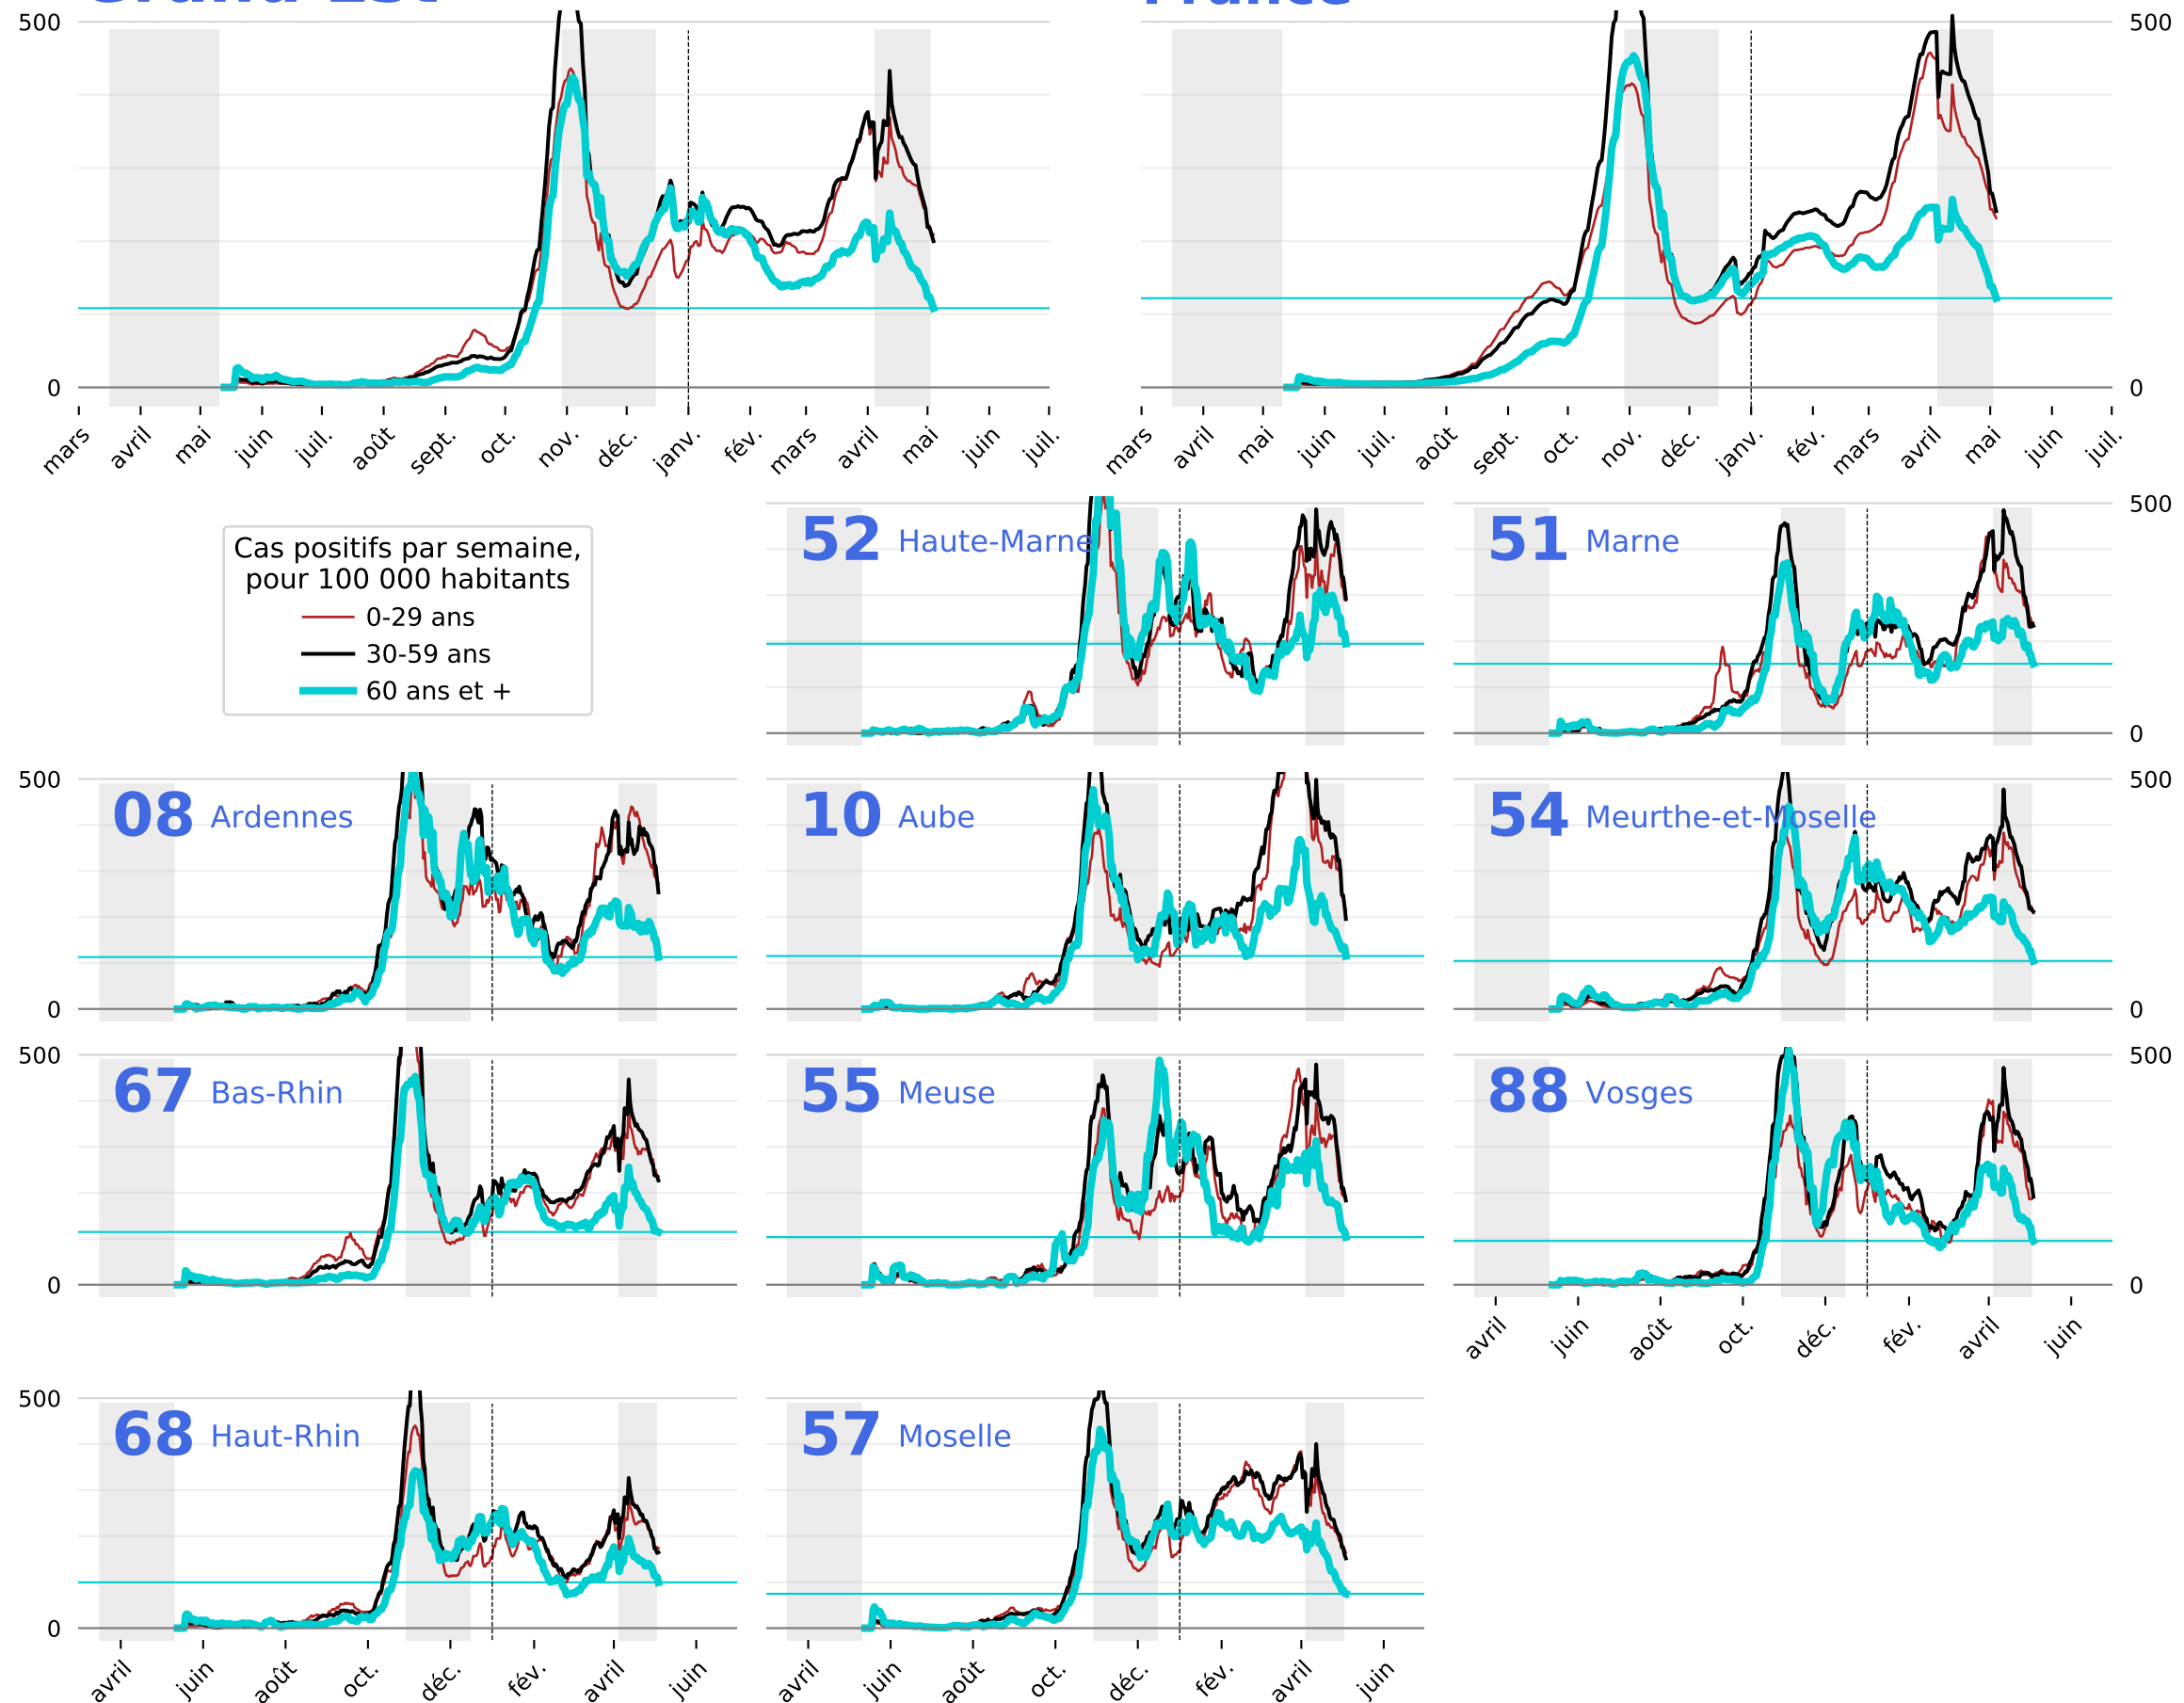 Grand Est France
500 500
0 0
mars avril mai juin juil. août sept. oct. nov. déc. janv. fév. mars avril mai juin juil.
mars avril mai juin juil. août sept. oct. nov. déc. janv. fév. mars avril mai juin juil.
Cas positifs par semaine,
pour 100 000 habitants
0-29 ans
30-59 ans
60 ans et +
52 Haute-Marne
51 Marne
500
0
500
08 Ardennes
0
10 Aube
54 Meurthe-et-Moselle
500
0
500
67 Bas-Rhin
0
55 Meuse
88 Vosges
500
0
avril juin août oct. déc. fév. avril juin
500
68 Haut-Rhin
0
avril juin août oct. déc. fév. avril juin
57 Moselle
avril juin août oct. déc. fév. avril juin